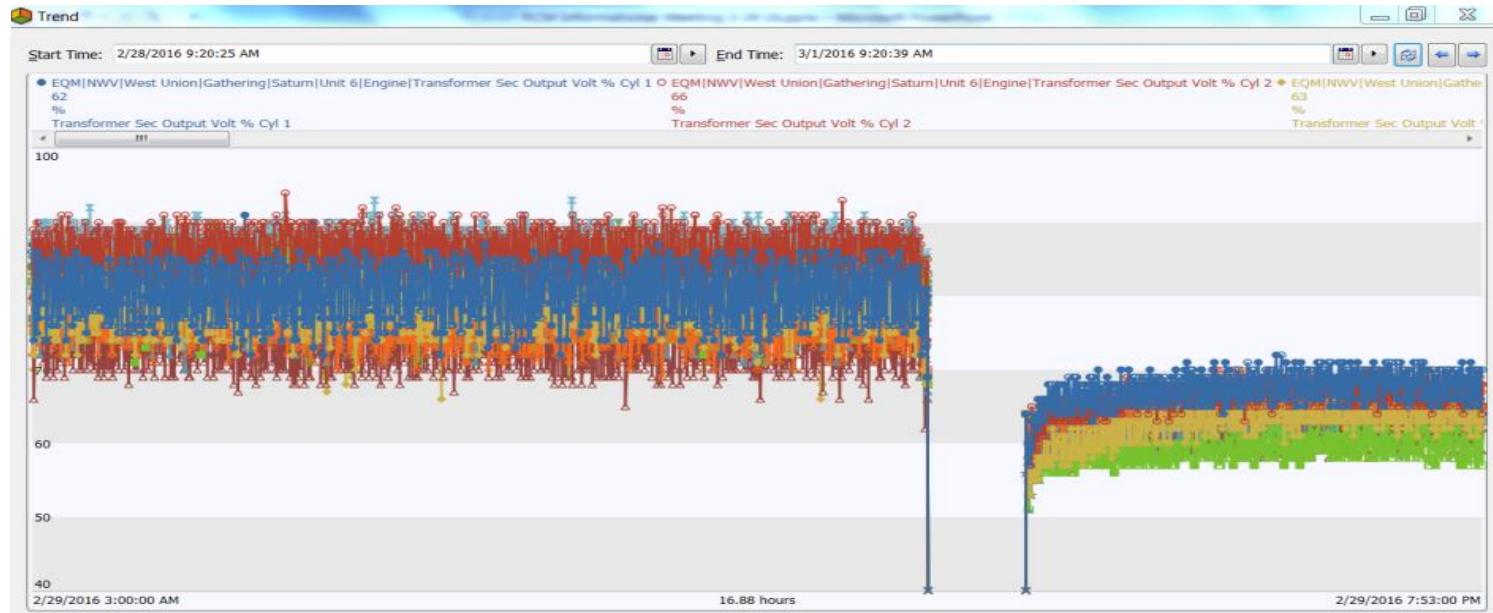 Trend
Start Time: 2/28/2016 9:20:25 AM End Time: 3/1/2016 9:20:39 AM
EQM|NWV|West Union|Gathering|Saturn|Unit 6|Engine|Transformer Sec Output Volt % Cyl 1 EQM|NWV|West Union|Gathering|Saturn|Unit 6|Engine|Transformer Sec Output Volt % Cyl 2 EQM|NWV|West Union|Gathe
62 66 63
% % %
Transformer Sec Output Volt % Cyl 1 Transformer Sec Output Volt % Cyl 2 Transformer Sec Output Volt
100
60
50
40
2/29/2016 3:00:00 AM 16.88 hours 2/29/2016 7:53:00 PM